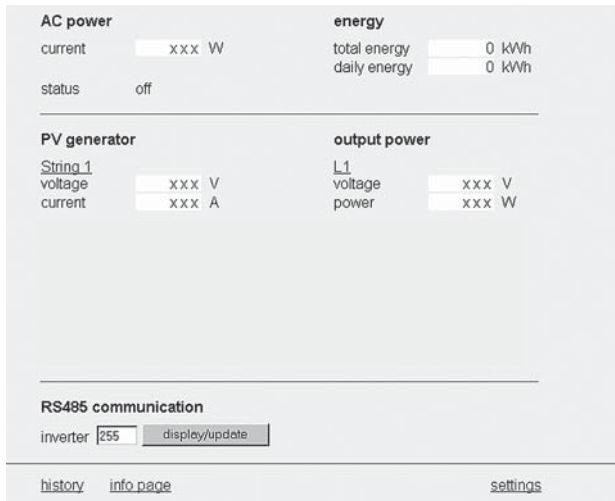 AC power energy
current xxx W total energy 0 kWh
daily energy 0 kWh
status off
PV generator output power
String 1 L1
voltage xxx V voltage xxx V
current xxx A power xxx W
RS485 communication
inverter 255 display/update
history info page settings